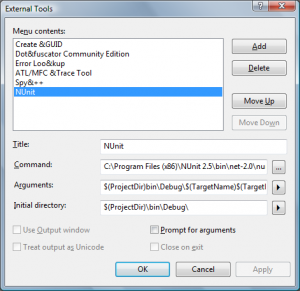 External Tools
Menu contents:
Create &GUID
Dot&fuscator Community Edition
Error Loo&kup
ATL/MFC &Trace Tool
Spy&++
NUnit
Add
Delete
Move Up
Move Down
Title:
NUnit
Command:
C:\Program Files (x86)\NUnit 2.5\bin\net-2.0\nu
...
Arguments:
$(ProjectDir)\bin\Debug\$(TargetName)$(Target
Initial directory:
$(ProjectDir)\bin\Debug\
Use Output window
Prompt for arguments
Treat output as Unicode
Close on exit
OK
Cancel
Apply